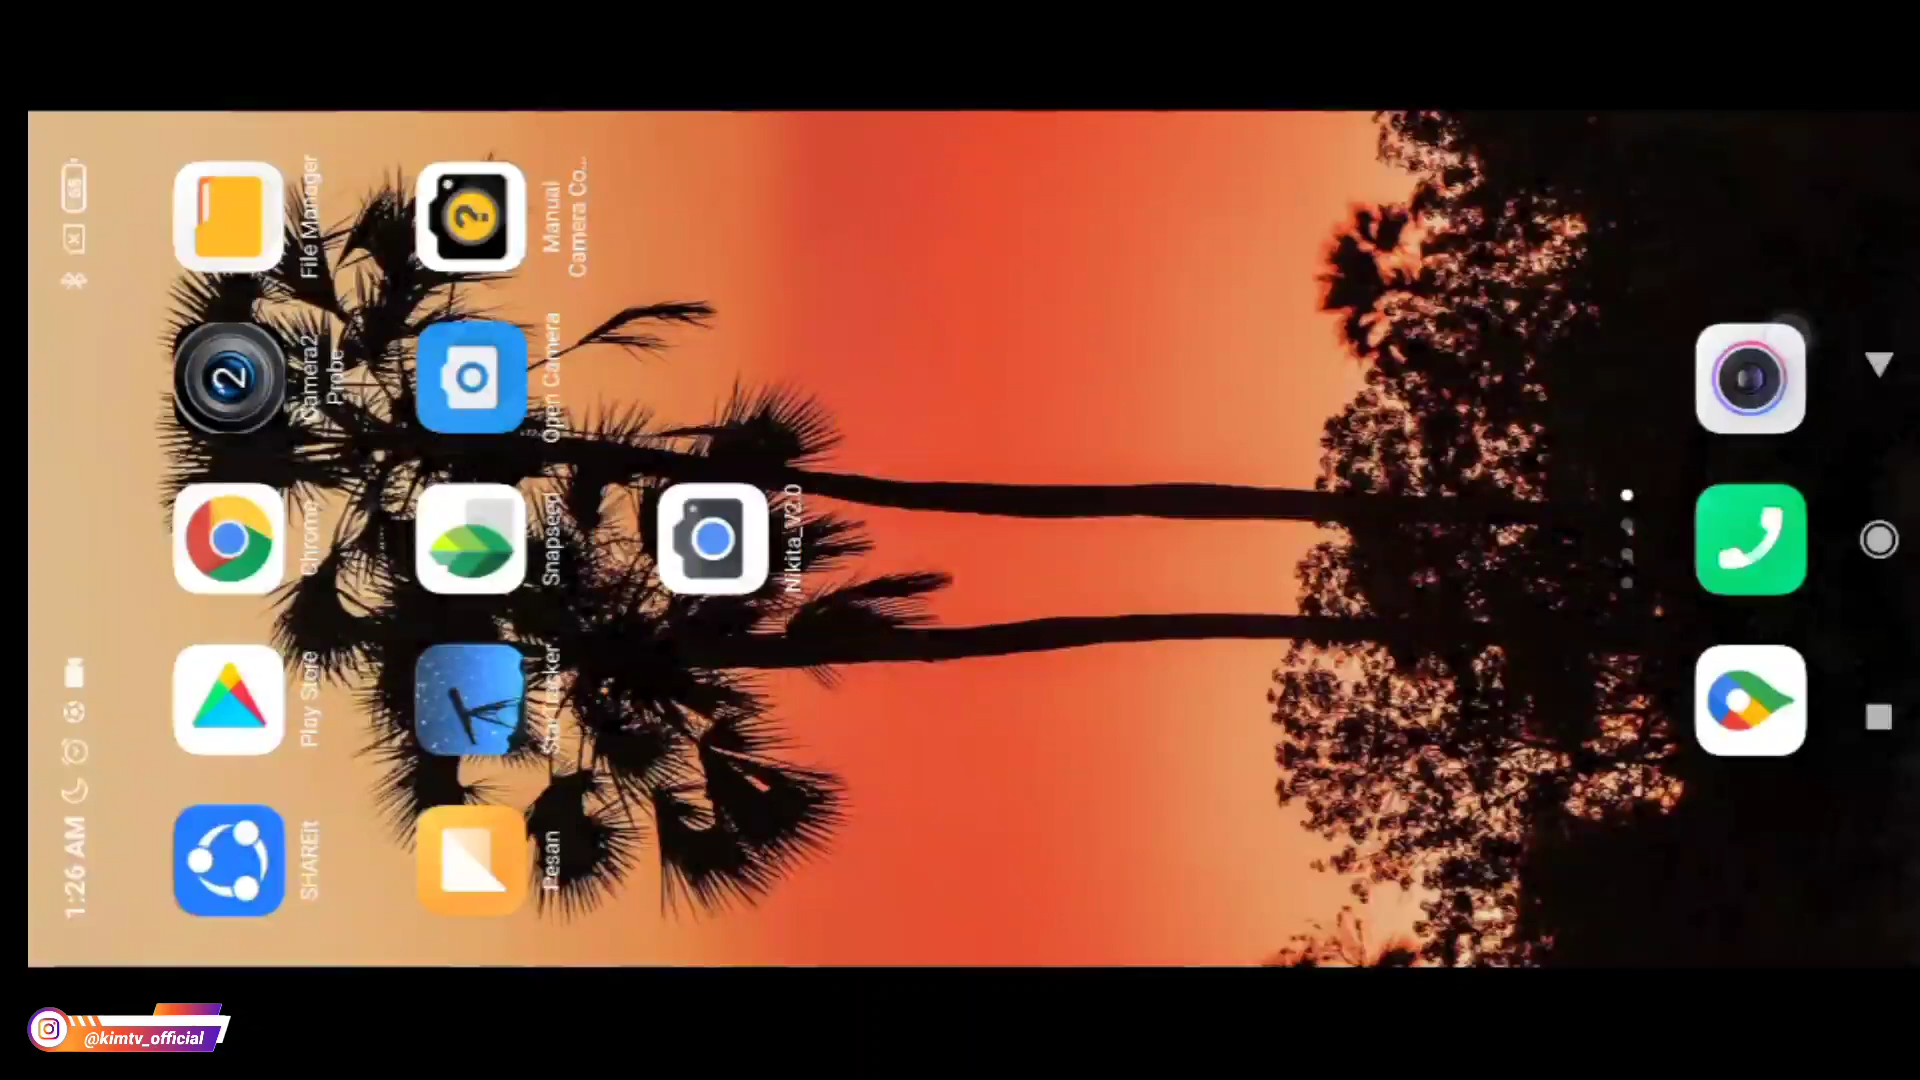 1:26 AM
68
SHAREit
Play Store
Chrome
Camera2
Probe
File Manager
Pesan
Star Tracker
Snapseed
Open Camera
Manual
Camera Co...
Nikita_V2.0
@kimtv_official